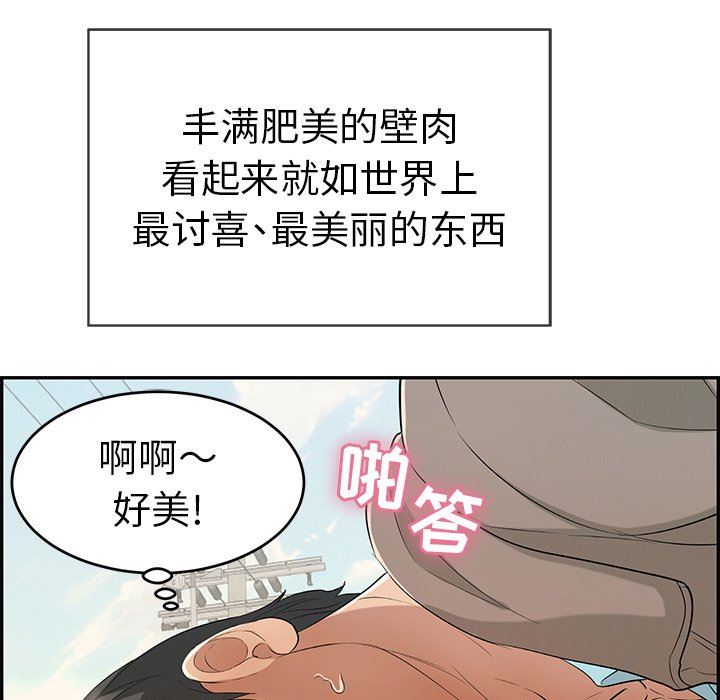 丰满肥美的壁肉
看起来就如世界上
最讨喜、最美丽的东西
啊啊～
好美!
啪答